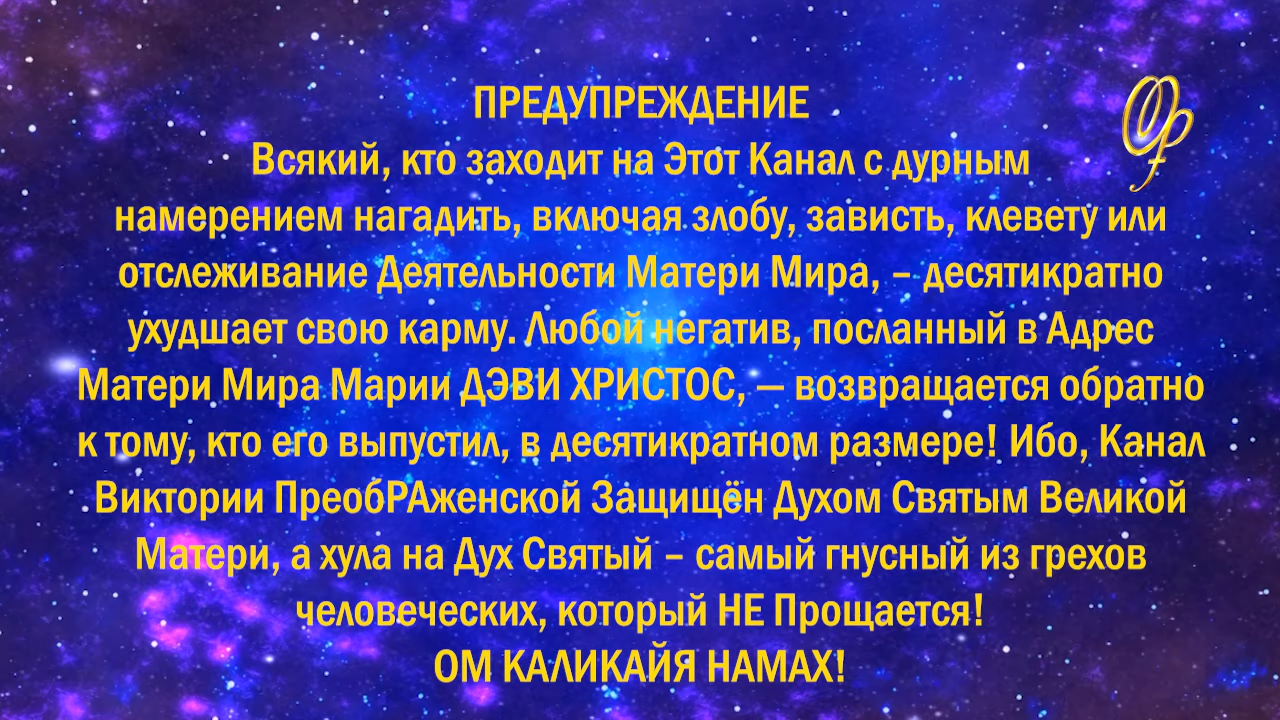 ПРЕДУПРЕЖДЕНИЕ
Всякий, кто заходит на Этот Канал с дурным
намерением нагадить, включая злобу, зависть, клевету или
отслеживание Деятельности Матери Мира, – десятикратно
ухудшает свою карму. Любой негатив, посланный в Адрес
Матери Мира Марии ДЭВИ ХРИСТОС, — возвращается обратно
к тому, кто его выпустил, в десятикратном размере! Ибо, Канал
Виктории ПреобРАженской Защищён Духом Святым Великой
Матери, а хула на Дух Святый – самый гнусный из грехов
человеческих, который НЕ Прощается!
ОМ КАЛИКАЙЯ НАМАХ!